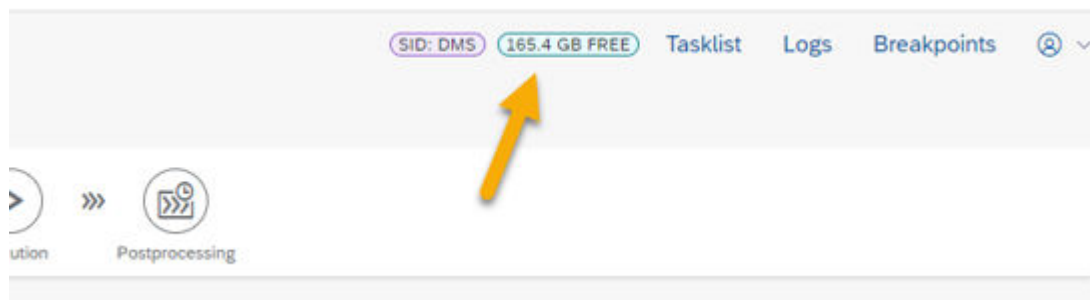 SID: DMS 165.4 GB FREE Tasklist Logs Breakpoints
ution Postprocessing